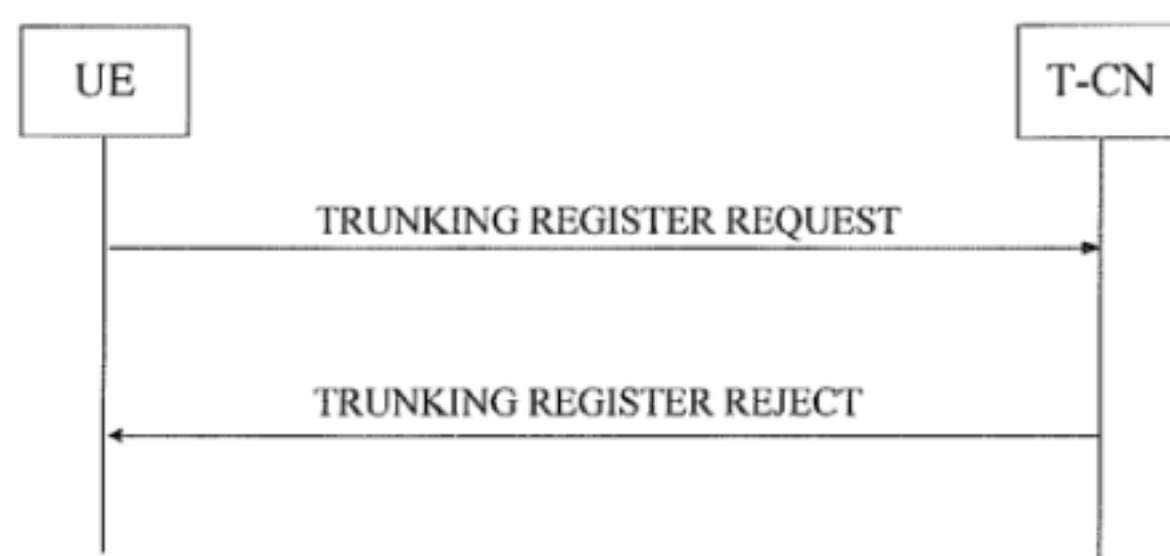 UE
T-CN
TRUNKING REGISTER REQUEST
TRUNKING REGISTER REJECT